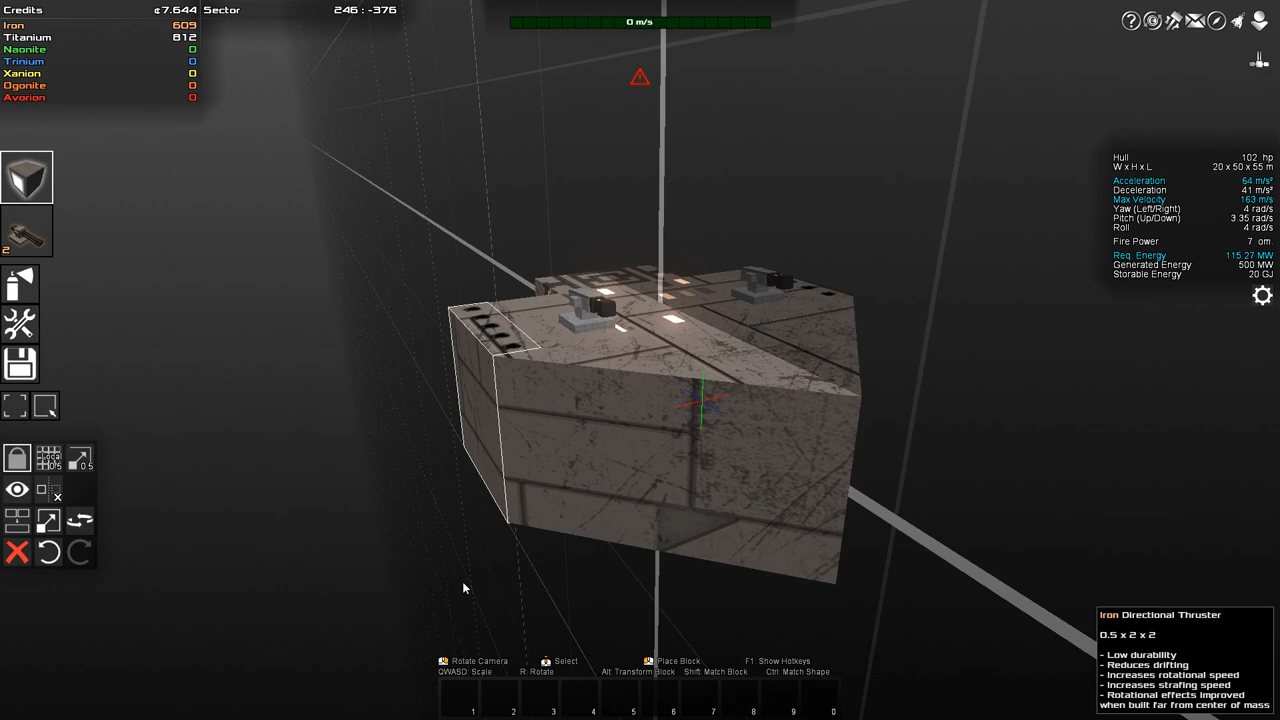 Credits ¢7.644 Sector 246 : -376
Iron 609
Titanium 812
Naonite 0
Trinium 0
Xanion 0
Ogonite 0
Avorion 0
0 m/s
Hull 102 hp
W x H x L 20 x 50 x 55 m
Acceleration 64 m/s²
Deceleration 41 m/s²
Max Velocity 163 m/s
Yaw (Left/Right) 4 rad/s
Pitch (Up/Down) 3.35 rad/s
Roll 4 rad/s
Fire Power 7 om.
Req. Energy 115.27 MW
Generated Energy 500 MW
Storable Energy 20 GJ
2
Local
0.5
0.5
x
Iron Directional Thruster
0.5 x 2 x 2
- Low durability
- Reduces drifting
- Increases rotational speed
- Increases strafing speed
- Rotational effects improved
when built far from center of mass
Rotate Camera Select Place Block F1: Show Hotkeys
QWASD: Scale R: Rotate Alt: Transform Block Shift: Match Block Ctrl: Match Shape
1 2 3 4 5 6 7 8 9 0